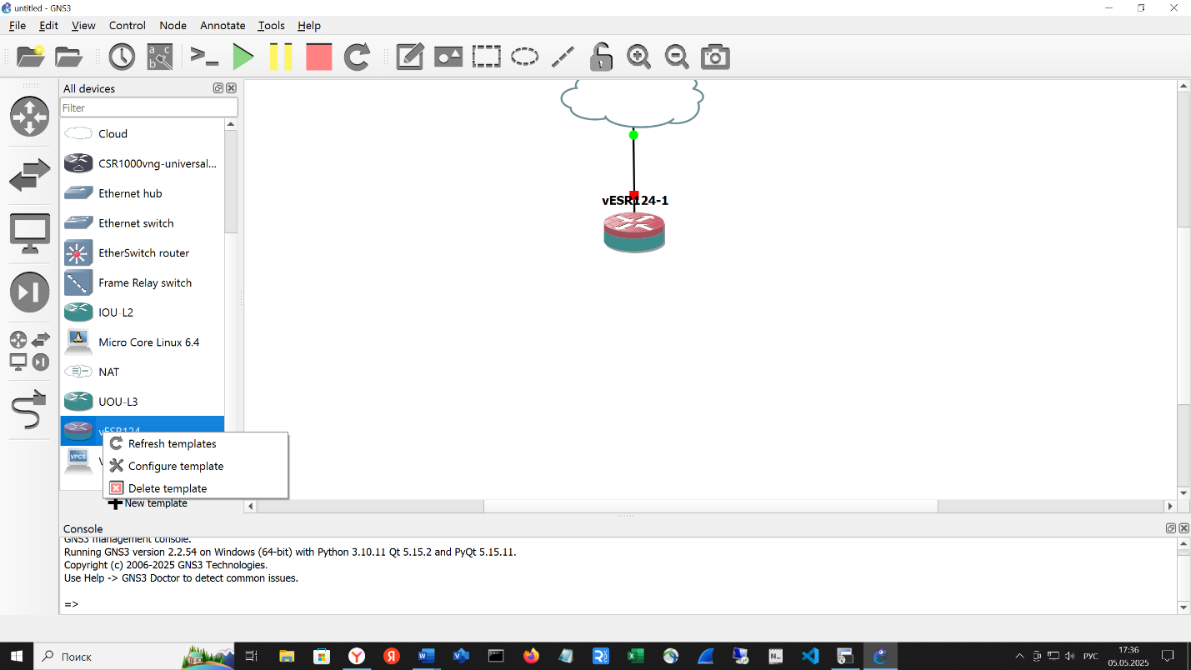 untitled - GNS3
File Edit View Control Node Annotate Tools Help
All devices
Filter
Cloud
CSR1000vng-universal...
Ethernet hub
Ethernet switch
EtherSwitch router
Frame Relay switch
IOU-L2
Micro Core Linux 6.4
NAT
UOU-L3
vESR124
Refresh templates
Configure template
Delete template
New template
vESR124-1
Console
GNS3 management console.
Running GNS3 version 2.2.54 on Windows (64-bit) with Python 3.10.11 Qt 5.15.2 and PyQt 5.15.11.
Copyright (c) 2006-2025 GNS3 Technologies.
Use Help -> GNS3 Doctor to detect common issues.
=>
Поиск
РУС
17:36
05.05.2025